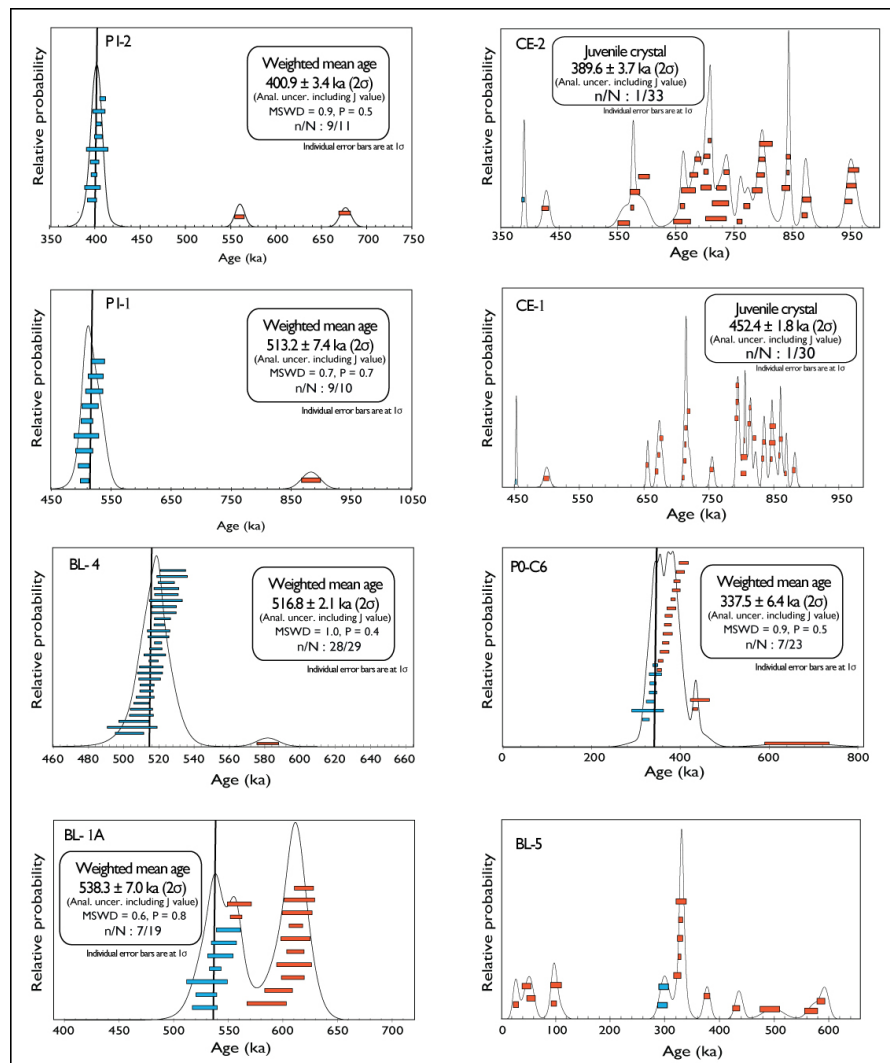 PI-2
Weighted mean age
400.9 ± 3.4 ka (2σ)
(Anal. uncer. including J value)
MSWD = 0.9, P = 0.5
n/N : 9/11
Individual error bars are at 1σ
Relative probability
350 400 450 500 550 600 650 700 750
Age (ka)
CE-2
Juvenile crystal
389.6 ± 3.7 ka (2σ)
(Anal. uncer. including J value)
n/N : 1/33
Individual error bars are at 1σ
Relative probability
350 450 550 650 750 850 950
Age (ka)
PI-1
Weighted mean age
513.2 ± 7.4 ka (2σ)
(Anal. uncer. including J value)
MSWD = 0.7, P = 0.7
n/N : 9/10
Individual error bars are at 1σ
Relative probability
450 550 650 750 850 950 1050
Age (ka)
CE-1
Juvenile crystal
452.4 ± 1.8 ka (2σ)
(Anal. uncer. including J value)
n/N : 1/30
Individual error bars are at 1σ
Relative probability
450 550 650 750 850 950
Age (ka)
BL-4
Weighted mean age
516.8 ± 2.1 ka (2σ)
(Anal. uncer. including J value)
MSWD = 1.0, P = 0.4
n/N : 28/29
Individual error bars are at 1σ
Relative probability
460 480 500 520 540 560 580 600 620 640 660
Age (ka)
P0-C6
Weighted mean age
337.5 ± 6.4 ka (2σ)
(Anal. uncer. including J value)
MSWD = 0.9, P = 0.5
n/N : 7/23
Individual error bars are at 1σ
Relative probability
0 200 400 600 800
Age (ka)
BL-1A
Weighted mean age
538.3 ± 7.0 ka (2σ)
(Anal. uncer. including J value)
MSWD = 0.6, P = 0.8
n/N : 7/19
Individual error bars are at 1σ
Relative probability
400 500 550 600 650 700
Age (ka)
BL-5
Relative probability
0 100 200 300 400 500 600
Age (ka)